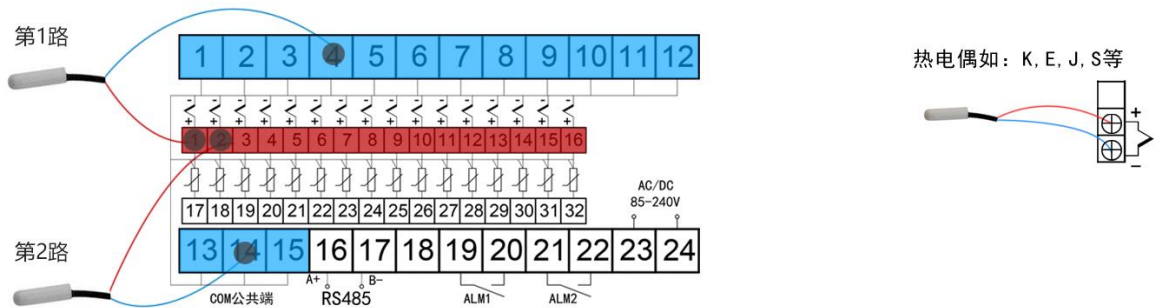 第1路
1 2 3 4 5 6 7 8 9 10 11 12
- - - - - - - - - - - - - - - -
+ + + + + + + + + + + + + + + +
1 2 3 4 5 6 7 8 9 10 11 12 13 14 15 16
17 18 19 20 21 22 23 24 25 26 27 28 29 30 31 32
AC/DC
85-240V
第2路
13 14 15 16 17 18 19 20 21 22 23 24
A+ B-
COM公共端 RS485 ALM1 ALM2
热电偶如：K,E,J,S等
+
-